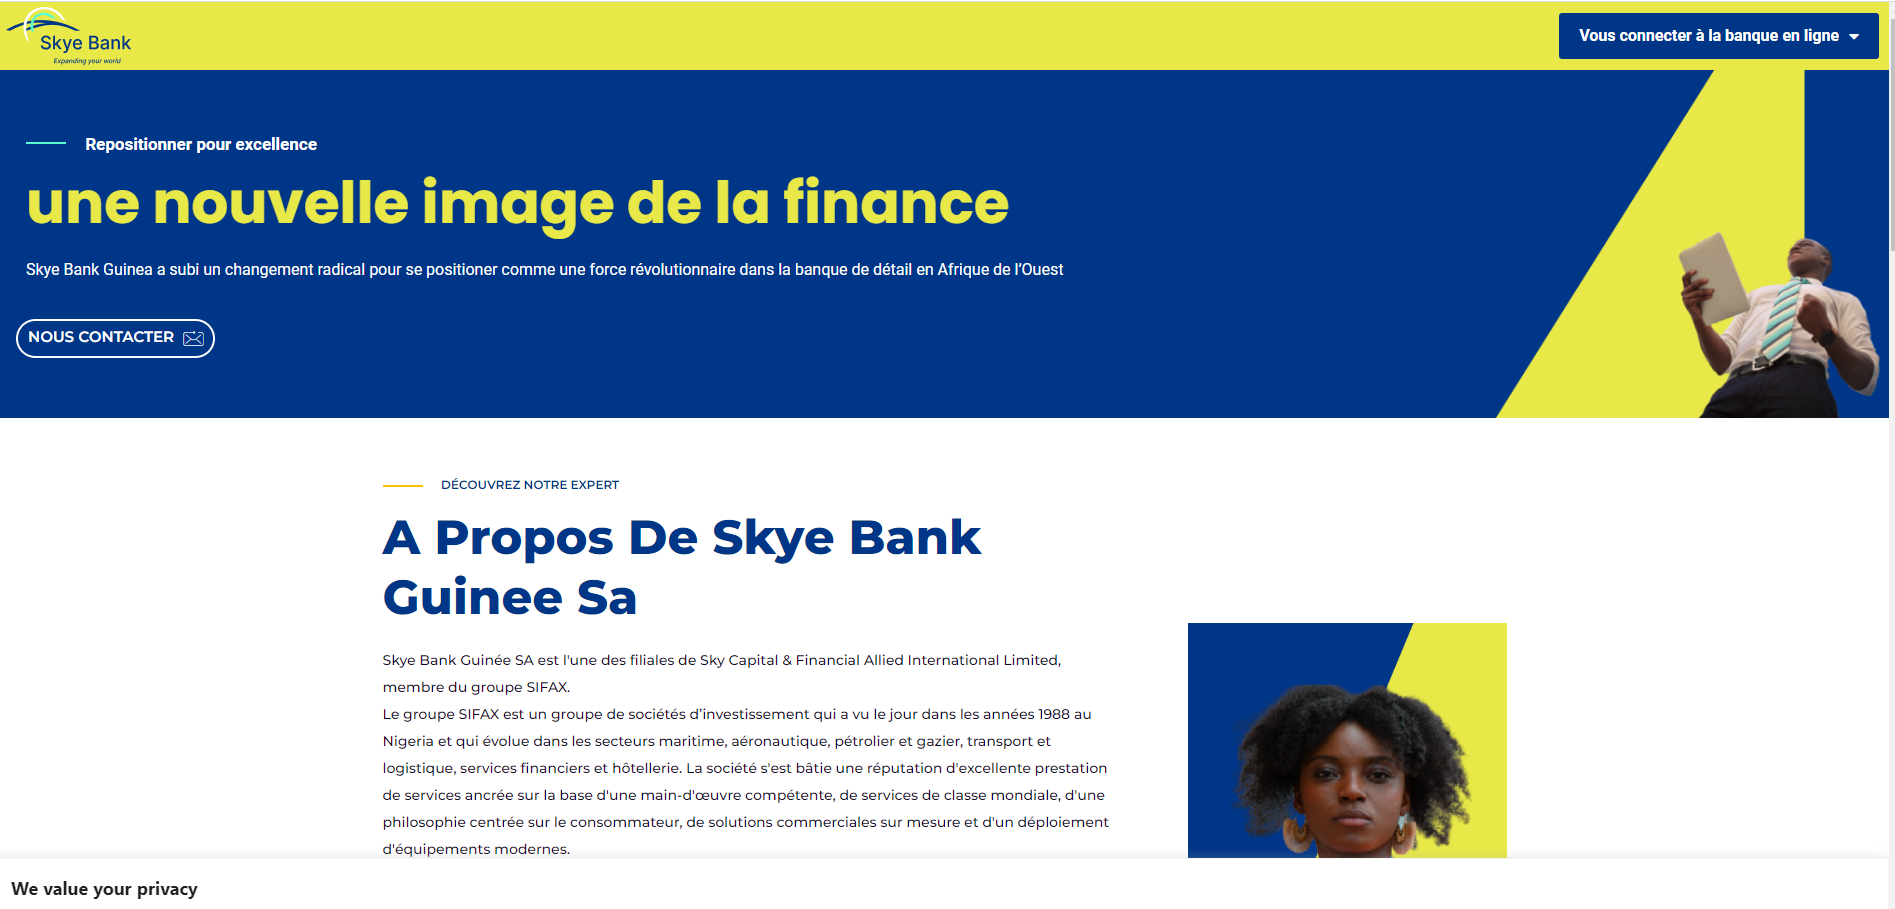 Skye Bank
Expanding your world
Vous connecter à la banque en ligne
Repositionner pour excellence
une nouvelle image de la finance
Skye Bank Guinea a subi un changement radical pour se positioner comme une force révolutionnaire dans la banque de détail en Afrique de l’Ouest
NOUS CONTACTER
DÉCOUVREZ NOTRE EXPERT
A Propos De Skye Bank
Guinee Sa
Skye Bank Guinée SA est l'une des filiales de Sky Capital & Financial Allied International Limited,
membre du groupe SIFAX.
Le groupe SIFAX est un groupe de sociétés d’investissement qui a vu le jour dans les années 1988 au
Nigeria et qui évolue dans les secteurs maritime, aéronautique, pétrolier et gazier, transport et
logistique, services financiers et hôtellerie. La société s'est bâtie une réputation d'excellente prestation
de services ancrée sur la base d'une main-d'œuvre compétente, de services de classe mondiale, d'une
philosophie centrée sur le consommateur, de solutions commerciales sur mesure et d'un déploiement
d'équipements modernes.
We value your privacy